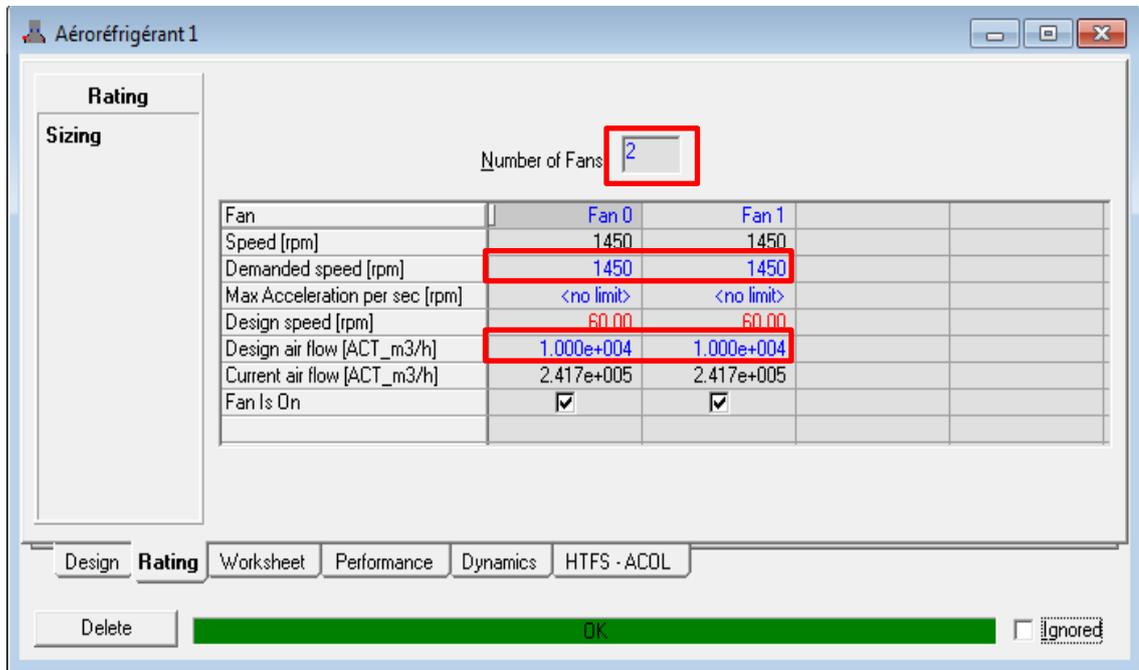 Aéroréfrigérant 1
Rating
Sizing
Number of Fans 2
Fan Fan 0 Fan 1
Speed [rpm] 1450 1450
Demanded speed [rpm] 1450 1450
Max Acceleration per sec [rpm] <no limit> <no limit>
Design speed [rpm] 60.00 60.00
Design air flow [ACT_m3/h] 1.000e+004 1.000e+004
Current air flow [ACT_m3/h] 2.417e+005 2.417e+005
Fan Is On
Design Rating Worksheet Performance Dynamics HTFS - ACOL
Delete OK Ignored